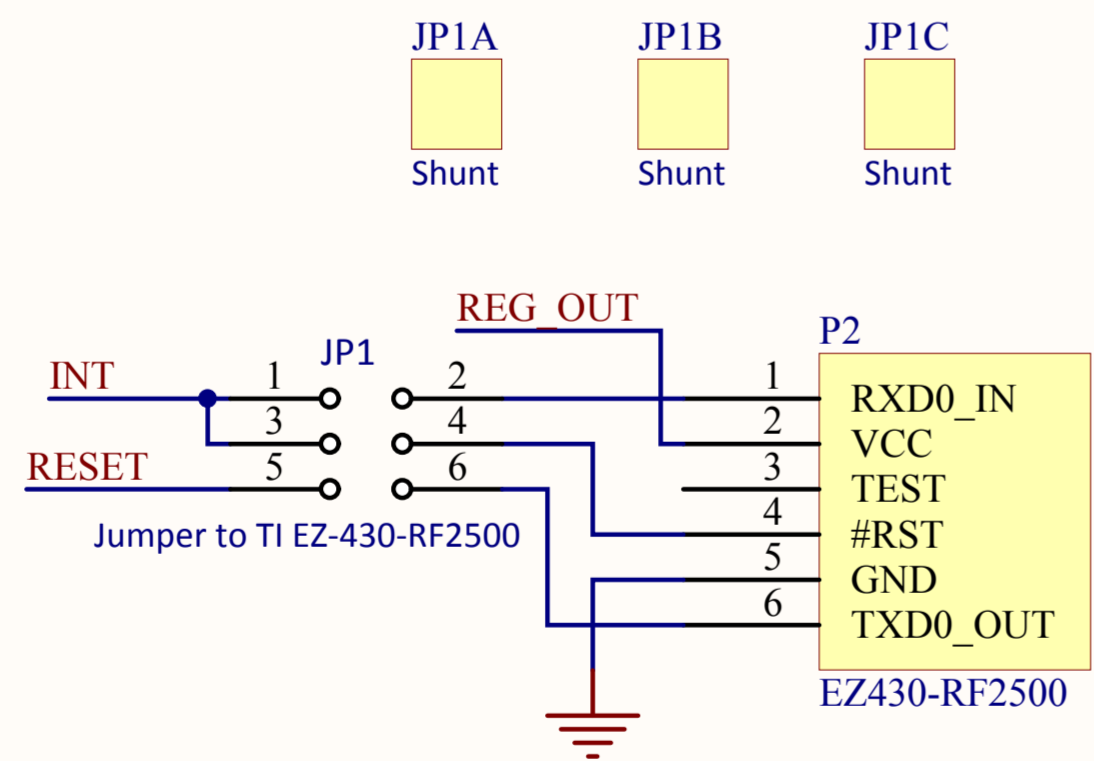 JP1A JP1B JP1C
Shunt Shunt Shunt
REG_OUT
P2
JP1
INT 1 2 1 RXD0_IN
3 4 2 VCC
RESET 5 6 3 TEST
Jumper to TI EZ-430-RF2500
4 #RST
5 GND
6 TXD0_OUT
EZ430-RF2500